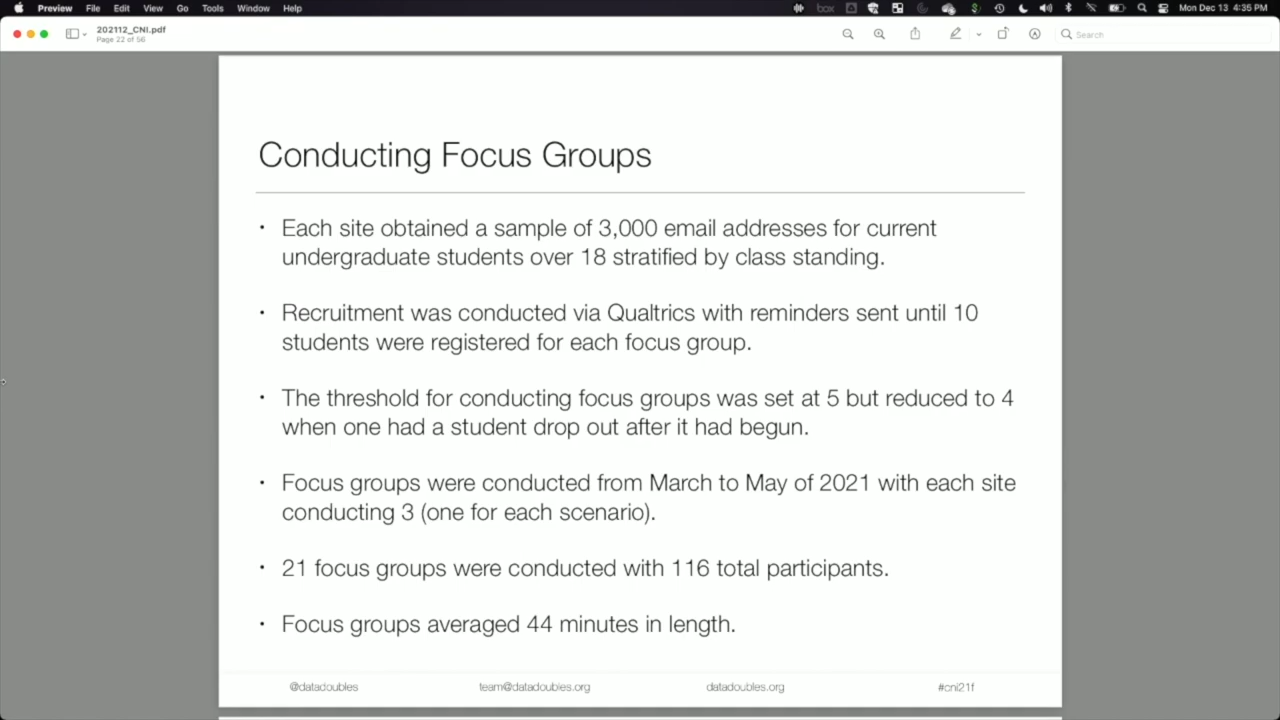 Preview File Edit View Go Tools Window Help
box
Mon Dec 13 4:35 PM
202112_CNI.pdf
Page 22 of 56
Search
Conducting Focus Groups
• Each site obtained a sample of 3,000 email addresses for current
undergraduate students over 18 stratified by class standing.
• Recruitment was conducted via Qualtrics with reminders sent until 10
students were registered for each focus group.
• The threshold for conducting focus groups was set at 5 but reduced to 4
when one had a student drop out after it had begun.
• Focus groups were conducted from March to May of 2021 with each site
conducting 3 (one for each scenario).
• 21 focus groups were conducted with 116 total participants.
• Focus groups averaged 44 minutes in length.
@datadoubles team@datadoubles.org datadoubles.org #cni21f